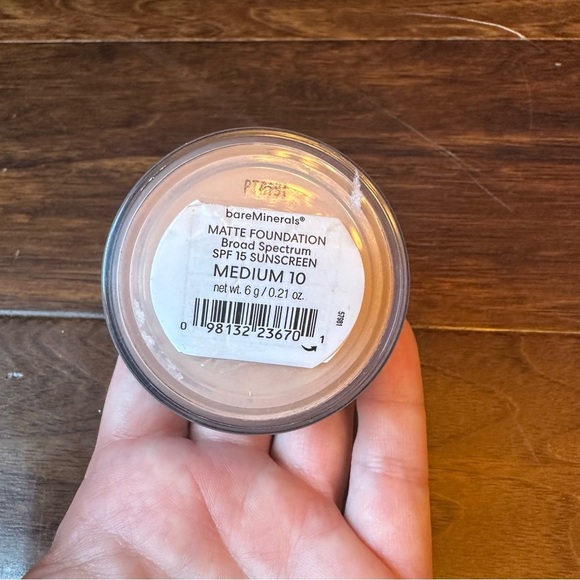 bareMinerals®
MATTE FOUNDATION
Broad Spectrum
SPF 15 SUNSCREEN
MEDIUM 10
net wt. 6 g / 0.21 oz.
57981
0 98132 23670 1